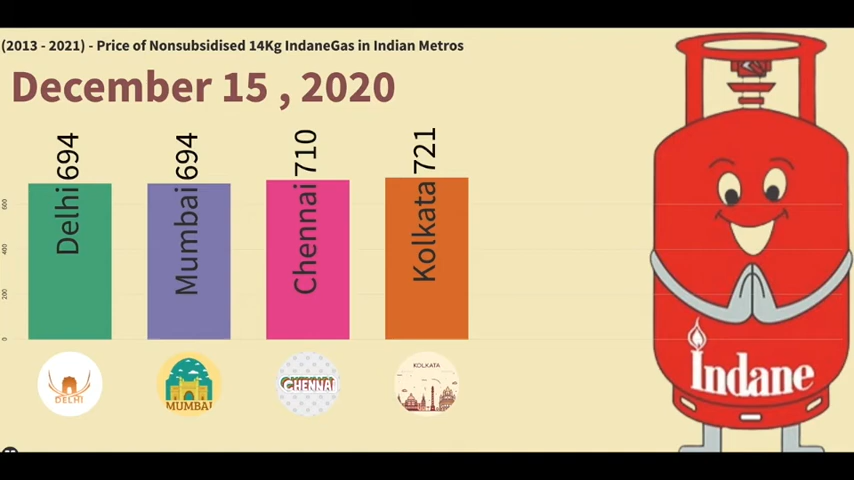 (2013 - 2021) - Price of Nonsubsidised 14Kg IndaneGas in Indian Metros
December 15 , 2020
Delhi 694
Mumbai 694
Chennai 710
Kolkata 721
600
400
200
0
DELHI
MUMBAI
CHENNAI
KOLKATA
Indane